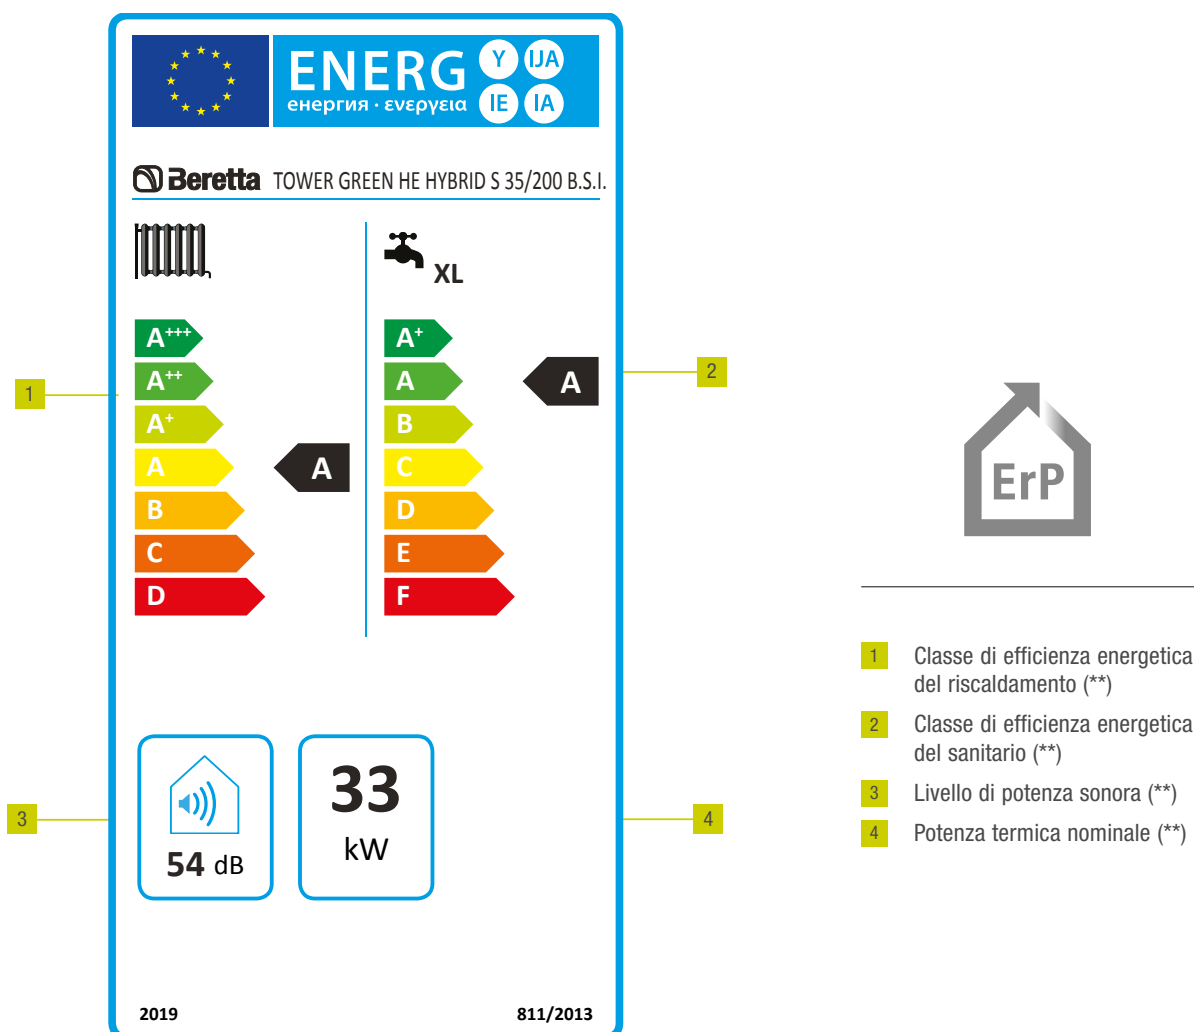 ENERG Y IJA
енергия · ενεργεια IE IA
Beretta TOWER GREEN HE HYBRID S 35/200 B.S.I.
XL
A+++
A++
A+
A
B
C
D
A
A+
A
B
C
D
E
F
A
1
2
3
4
54 dB
33
kW
2019 811/2013
ErP
1 Classe di efficienza energetica
del riscaldamento (**)
2 Classe di efficienza energetica
del sanitario (**)
3 Livello di potenza sonora (**)
4 Potenza termica nominale (**)